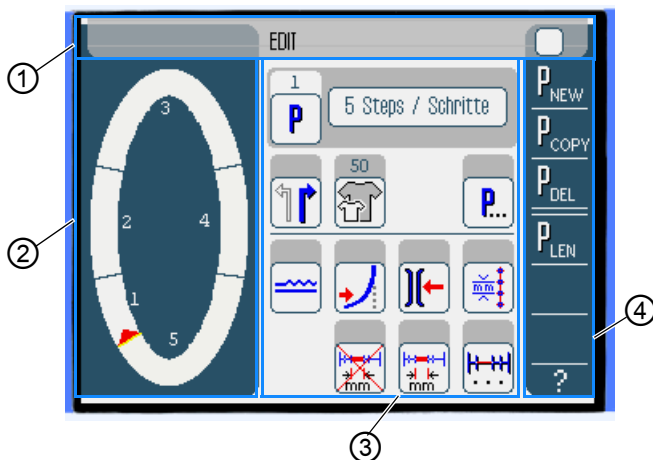 EDIT
①
1
P
5 Steps / Schritte
P
NEW
P
COPY
P
DEL
P
LEN
50
P...
3
2
4
1
5
mm
mm
mm
...
?
②
③
④